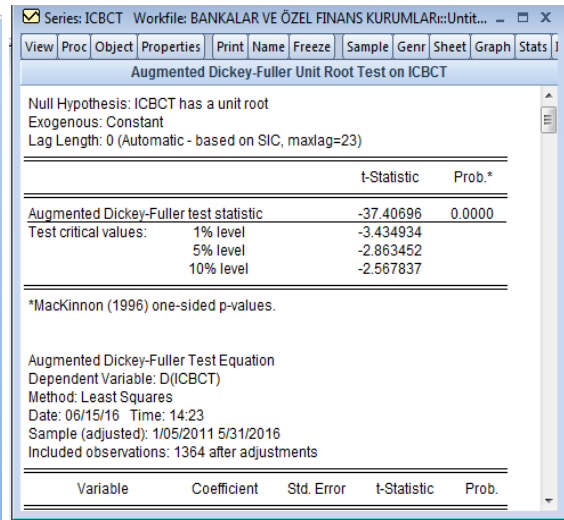 Series: ICBCT Workfile: BANKALAR VE ÖZEL FINANS KURUMLARı::Untit...
View Proc Object Properties Print Name Freeze Sample Genr Sheet Graph Stats
Augmented Dickey-Fuller Unit Root Test on ICBCT
Null Hypothesis: ICBCT has a unit root
Exogenous: Constant
Lag Length: 0 (Automatic - based on SIC, maxlag=23)
t-Statistic Prob.*
Augmented Dickey-Fuller test statistic -37.40696 0.0000
Test critical values: 1% level -3.434934
5% level -2.863452
10% level -2.567837
*MacKinnon (1996) one-sided p-values.
Augmented Dickey-Fuller Test Equation
Dependent Variable: D(ICBCT)
Method: Least Squares
Date: 06/15/16 Time: 14:23
Sample (adjusted): 1/05/2011 5/31/2016
Included observations: 1364 after adjustments
Variable Coefficient Std. Error t-Statistic Prob.